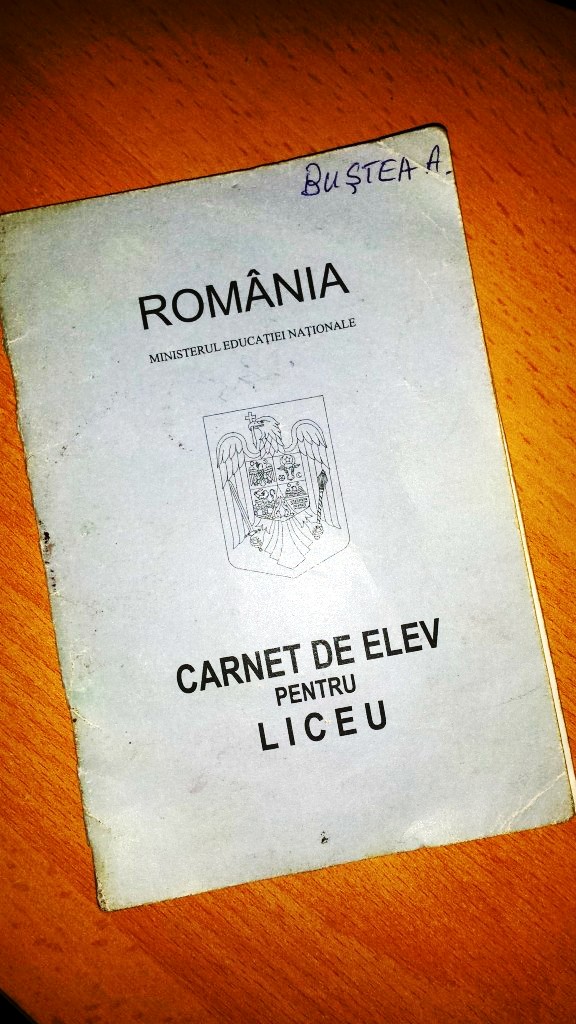 BUŞTEA A.
ROMÂNIA
MINISTERUL EDUCAŢIEI NAŢIONALE
CARNET DE ELEV
PENTRU
LICEU